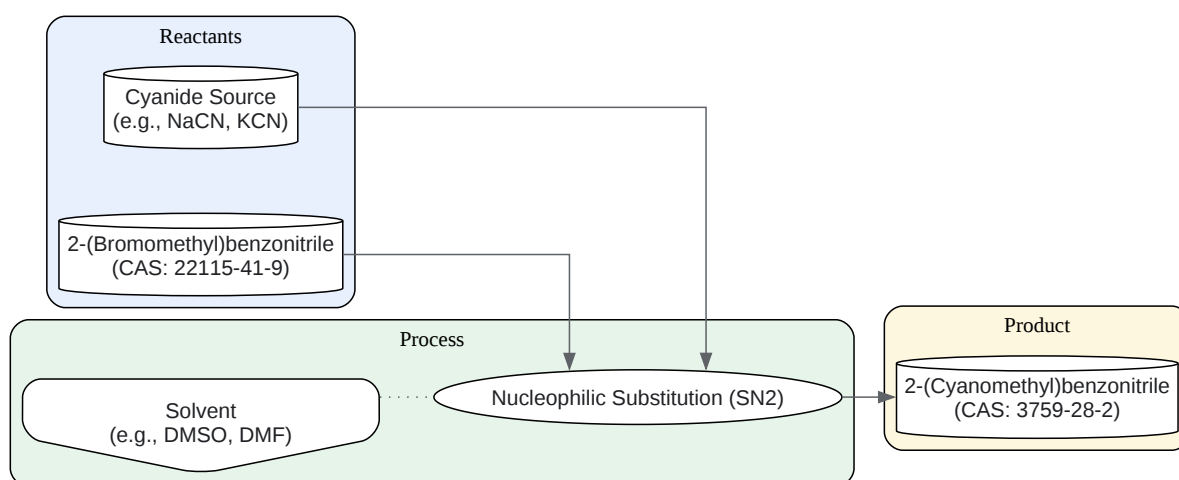 Reactants
Cyanide Source
(e.g., NaCN, KCN)
2-(Bromomethyl)benzonitrile
(CAS: 22115-41-9)
Process
Solvent
(e.g., DMSO, DMF)
Nucleophilic Substitution (SN2)
Product
2-(Cyanomethyl)benzonitrile
(CAS: 3759-28-2)